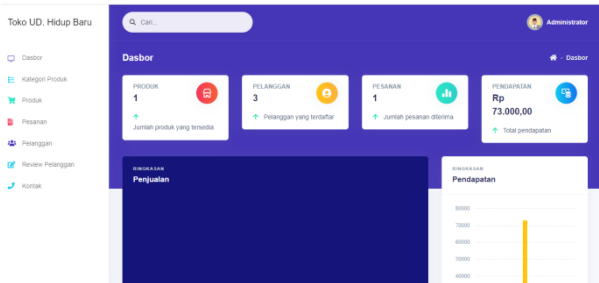 Toko UD. Hidup Baru
Cari...
Administrator
Dasbor
Kategori Produk
Produk
Pesanan
Pelanggan
Review Pelanggan
Kontak
Dasbor
- Dasbor
PRODUK
1
Jumlah produk yang tersedia
PELANGGAN
3
Pelanggan yang terdaftar
PESANAN
1
Jumlah pesanan diterima
PENDAPATAN
Rp
73.000,00
Total pendapatan
RINGKASAN
Penjualan
RINGKASAN
Pendapatan
80000
70000
60000
50000
40000